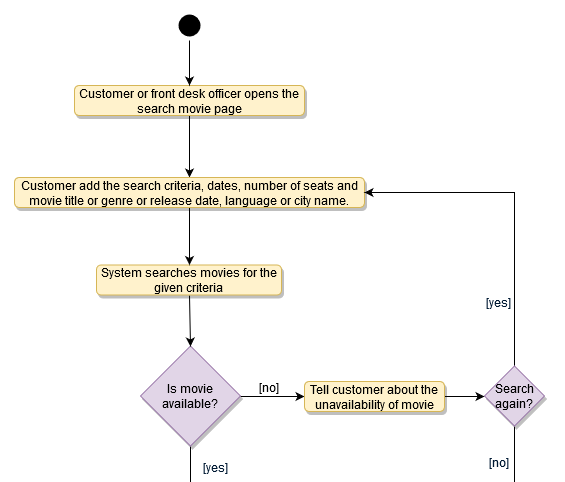 Customer or front desk officer opens the
search movie page
Customer add the search criteria, dates, number of seats and
movie title or genre or release date, language or city name.
System searches movies for the
given criteria
[yes]
Is movie
available?
[no]
Tell customer about the
unavailability of movie
Search
again?
[yes]
[no]